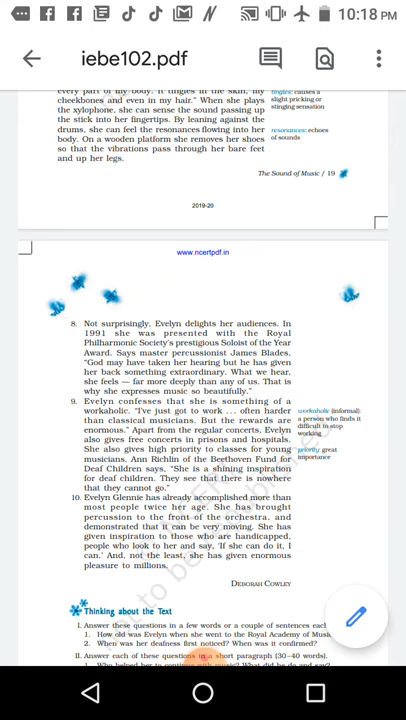 10:18 PM
iebe102.pdf
every part of my body. It tingles in the skin, my
cheekbones and even in my hair." When she plays
the xylophone, she can sense the sound passing up
the stick into her fingertips. By leaning against the
drums, she can feel the resonances flowing into her
body. On a wooden platform she removes her shoes
so that the vibrations pass through her bare feet
and up her legs.
tingles: causes a
slight pricking or
stinging sensation
resonances: echoes
of sounds
The Sound of Music / 19
2019-20
www.ncertpdf.in
8. Not surprisingly, Evelyn delights her audiences. In
1991 she was presented with the Royal
Philharmonic Society's prestigious Soloist of the Year
Award. Says master percussionist James Blades,
"God may have taken her hearing but he has given
her back something extraordinary. What we hear,
she feels — far more deeply than any of us. That is
why she expresses music so beautifully."
9. Evelyn confesses that she is something of a
workaholic. "I've just got to work . . . often harder
than classical musicians. But the rewards are
enormous." Apart from the regular concerts, Evelyn
also gives free concerts in prisons and hospitals.
She also gives high priority to classes for young
musicians. Ann Richlin of the Beethoven Fund for
Deaf Children says, "She is a shining inspiration
for deaf children. They see that there is nowhere
that they cannot go."
workaholic (informal):
a person who finds it
difficult to stop
working
priority: great
importance
10. Evelyn Glennie has already accomplished more than
most people twice her age. She has brought
percussion to the front of the orchestra, and
demonstrated that it can be very moving. She has
given inspiration to those who are handicapped,
people who look to her and say, 'If she can do it, I
can.' And, not the least, she has given enormous
pleasure to millions.
DEBORAH COWLEY
Thinking about the Text
I. Answer these questions in a few words or a couple of sentences each.
1. How old was Evelyn when she went to the Royal Academy of Music
2. When was her deafness first noticed? When was it confirmed?
II. Answer each of these questions in a short paragraph (30–40 words).
1. Who helped her to continue with music? What did he do and say?